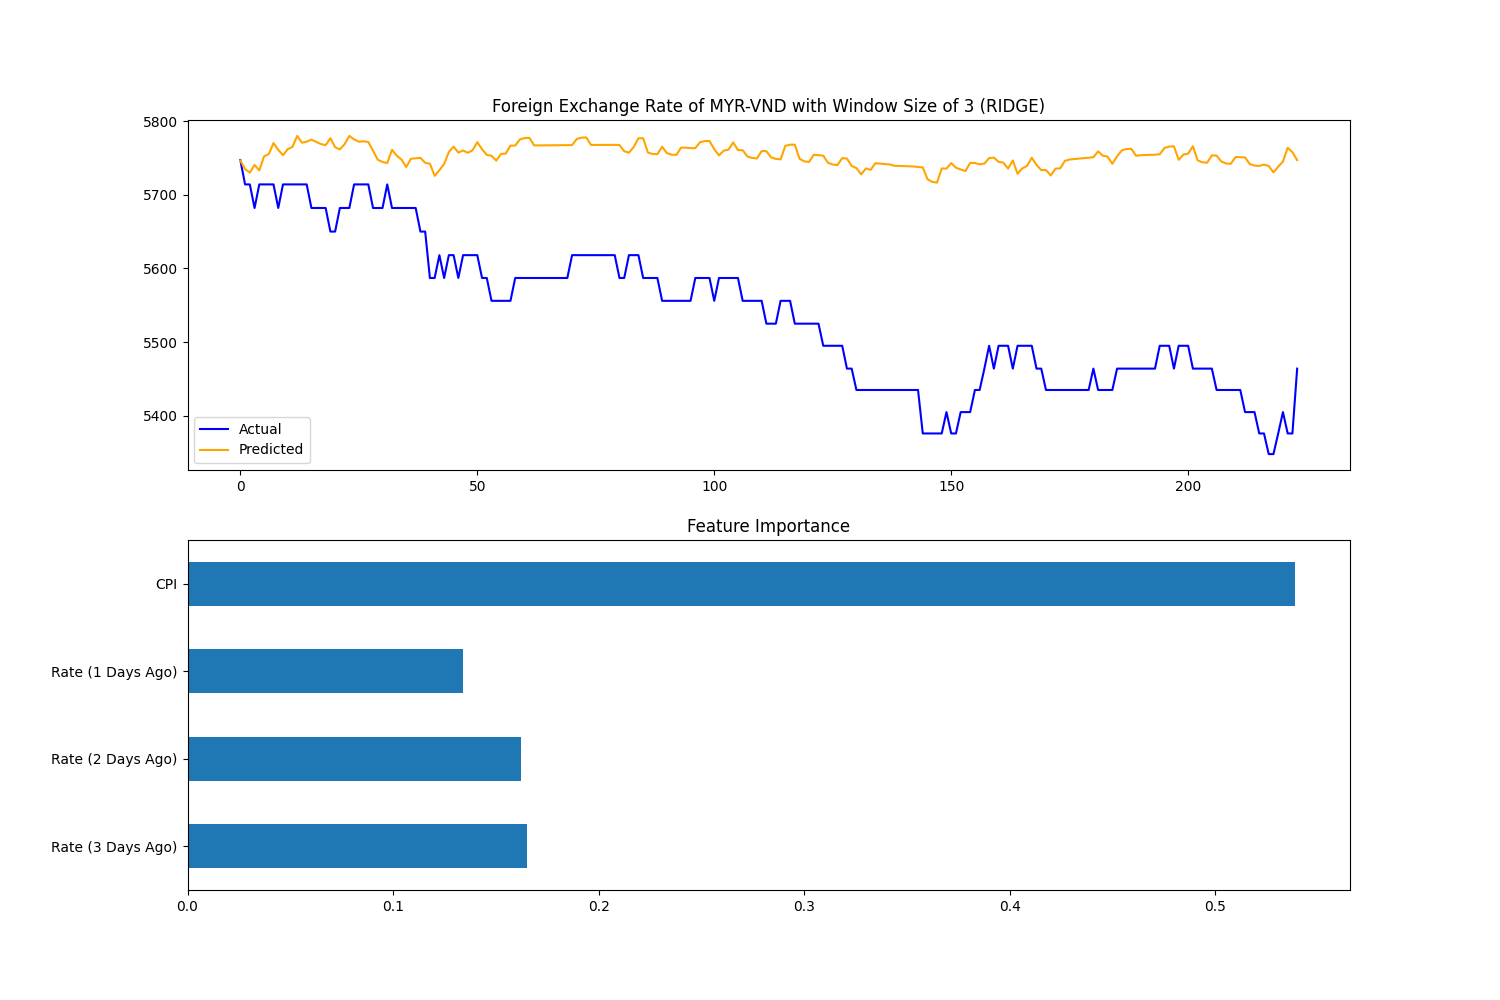 Foreign Exchange Rate of MYR-VND with Window Size of 3 (RIDGE)
5800
5700
5600
5500
5400
Actual
Predicted
0 50 100 150 200
Feature Importance
CPI
Rate (1 Days Ago)
Rate (2 Days Ago)
Rate (3 Days Ago)
0.0 0.1 0.2 0.3 0.4 0.5